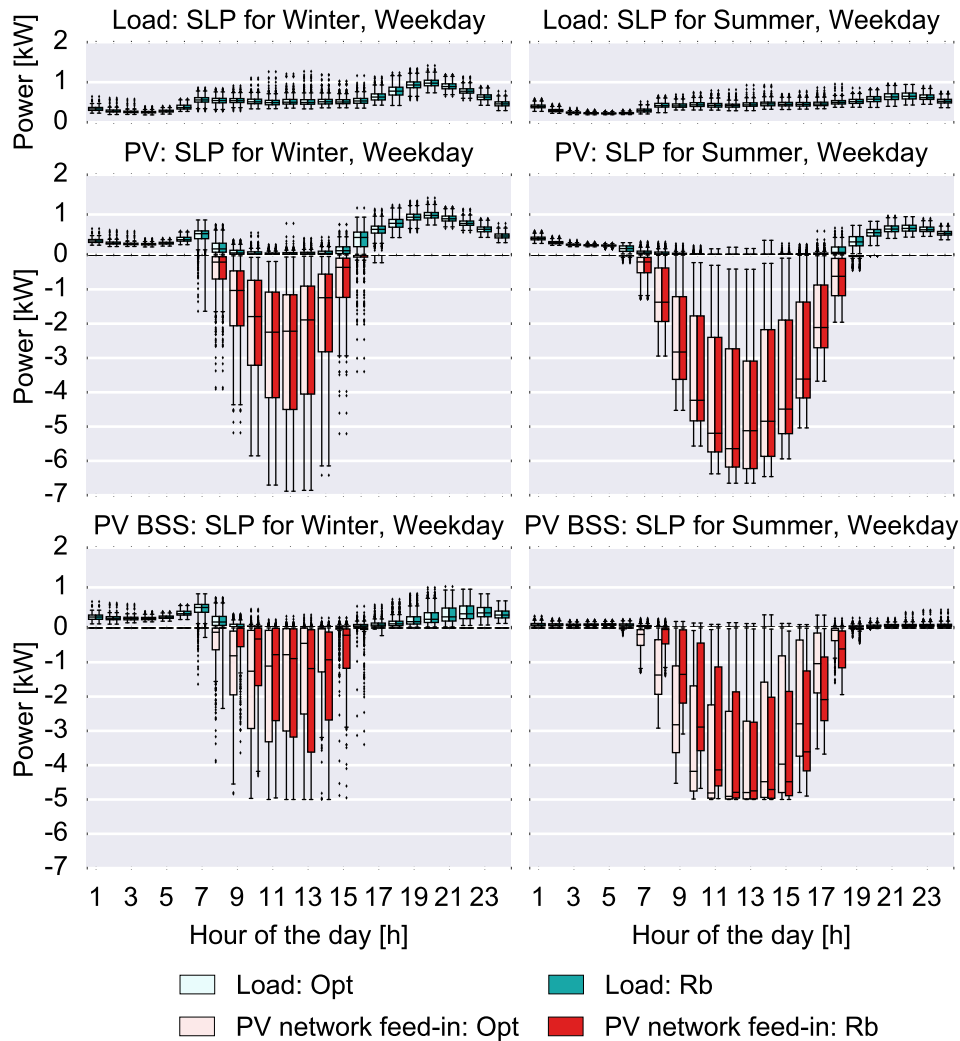 Load: SLP for Winter, Weekday
Load: SLP for Summer, Weekday
Power [kW]
2
1
0
PV: SLP for Winter, Weekday
PV: SLP for Summer, Weekday
Power [kW]
2
1
0
-1
-2
-3
-4
-5
-6
-7
PV BSS: SLP for Winter, Weekday
PV BSS: SLP for Summer, Weekday
Power [kW]
2
1
0
-1
-2
-3
-4
-5
-6
-7
1 3 5 7 9 11 13 15 17 19 21 23
1 3 5 7 9 11 13 15 17 19 21 23
Hour of the day [h]
Hour of the day [h]
Load: Opt
Load: Rb
PV network feed-in: Opt
PV network feed-in: Rb